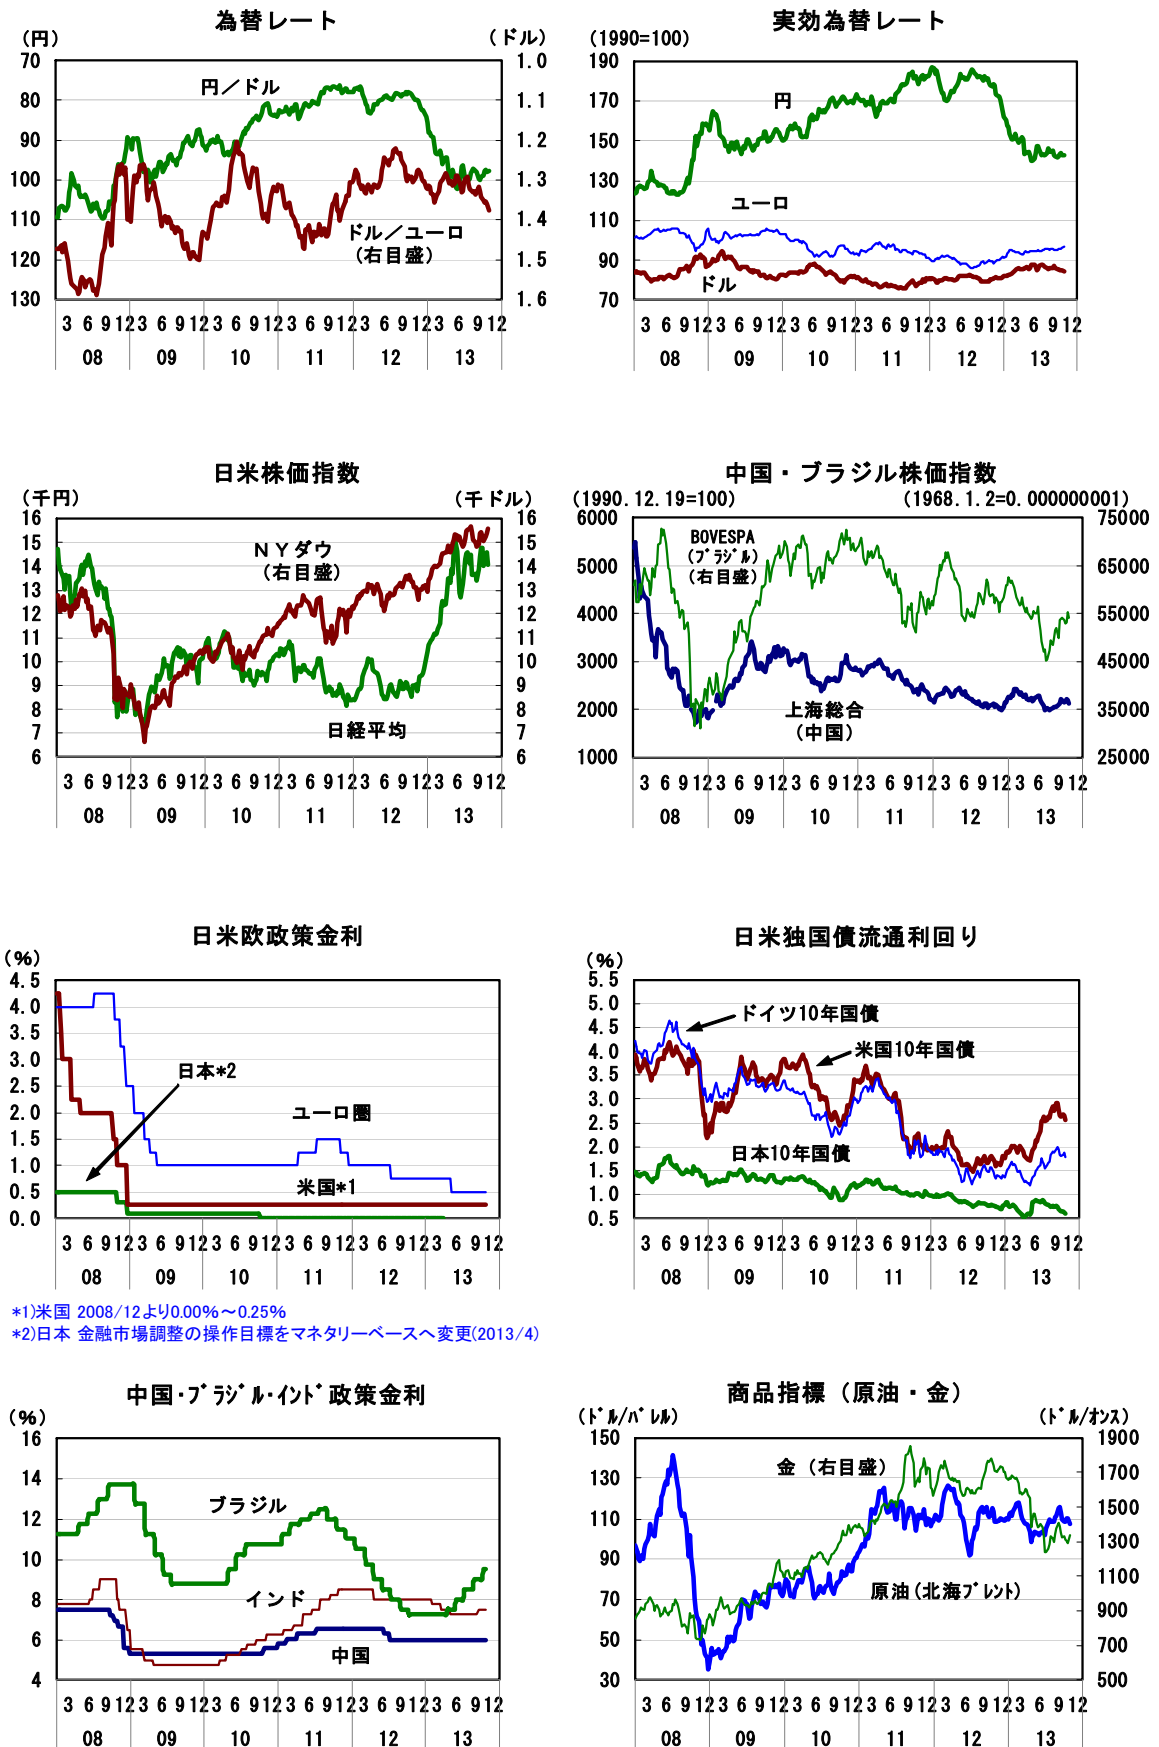 為替レート
(円)
(ドル)
70
80
90
100
110
120
130
1.0
1.1
1.2
1.3
1.4
1.5
1.6
円／ドル
ドル／ユーロ
(右目盛)
3 6 9 12 3 6 9 12 3 6 9 12 3 6 9 12 3 6 9 12 3 6 9 12
08 09 10 11 12 13
実効為替レート
(1990=100)
190
170
150
130
110
90
70
円
ユーロ
ドル
3 6 9 12 3 6 9 12 3 6 9 12 3 6 9 12 3 6 9 12 3 6 9 12
08 09 10 11 12 13
日米株価指数
(千円)
(千ドル)
16
15
14
13
12
11
10
9
8
7
6
16
15
14
13
12
11
10
9
8
7
6
ＮＹダウ
(右目盛)
日経平均
3 6 9 12 3 6 9 12 3 6 9 12 3 6 9 12 3 6 9 12 3 6 9 12
08 09 10 11 12 13
中国・ブラジル株価指数
(1990.12.19=100)
(1968.1.2=0.000000001)
6000
5000
4000
3000
2000
1000
75000
65000
55000
45000
35000
25000
BOVESPA
(ﾌﾞﾗｼﾞﾙ)
(右目盛)
上海総合
(中国)
3 6 9 12 3 6 9 12 3 6 9 12 3 6 9 12 3 6 9 12 3 6 9 12
08 09 10 11 12 13
日米欧政策金利
(%)
4.5
4.0
3.5
3.0
2.5
2.0
1.5
1.0
0.5
0.0
日本*2
ユーロ圏
米国*1
3 6 9 12 3 6 9 12 3 6 9 12 3 6 9 12 3 6 9 12 3 6 9 12
08 09 10 11 12 13
*1)米国 2008/12より0.00%～0.25%
*2)日本 金融市場調整の操作目標をマネタリーベースへ変更(2013/4)
日米独国債流通利回り
(%)
5.5
5.0
4.5
4.0
3.5
3.0
2.5
2.0
1.5
1.0
0.5
ドイツ10年国債
米国10年国債
日本10年国債
3 6 9 12 3 6 9 12 3 6 9 12 3 6 9 12 3 6 9 12 3 6 9 12
08 09 10 11 12 13
中国・ﾌﾞﾗｼﾞﾙ・ｲﾝﾄﾞ政策金利
(%)
16
14
12
10
8
6
4
ブラジル
インド
中国
3 6 9 12 3 6 9 12 3 6 9 12 3 6 9 12 3 6 9 12 3 6 9 12
08 09 10 11 12 13
商品指標（原油・金）
(ﾄﾞﾙ/ﾊﾞﾚﾙ)
(ﾄﾞﾙ/ｵﾝｽ)
150
130
110
90
70
50
30
1900
1700
1500
1300
1100
900
700
500
金（右目盛）
原油(北海ﾌﾞﾚﾝﾄ)
3 6 9 12 3 6 9 12 3 6 9 12 3 6 9 12 3 6 9 12 3 6 9 12
08 09 10 11 12 13